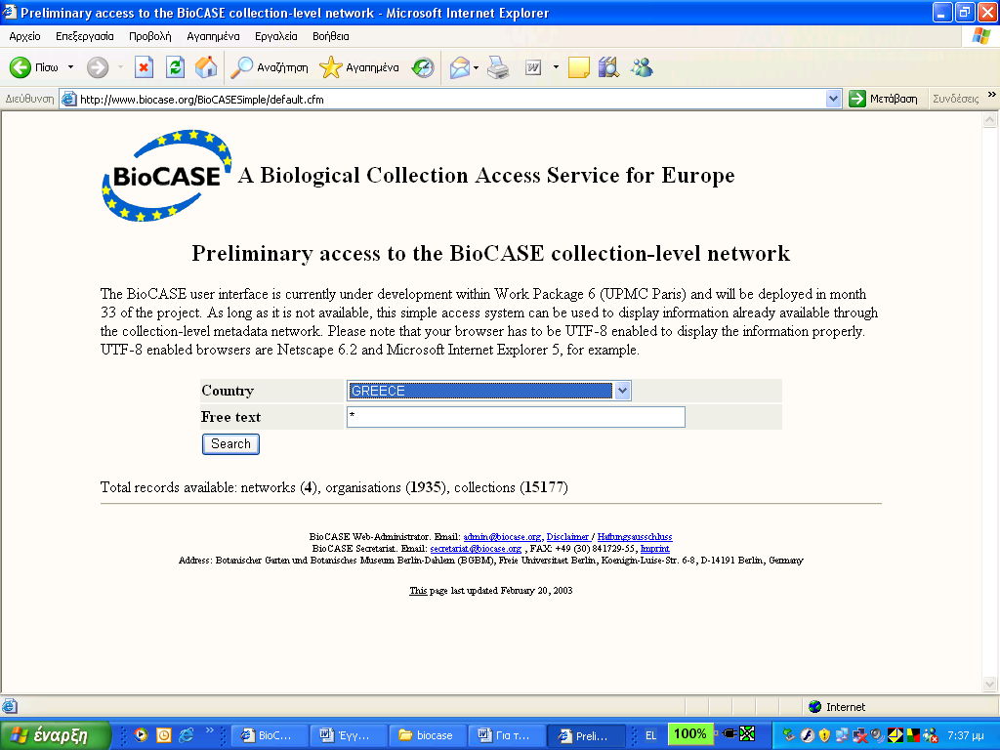 Preliminary access to the BioCASE collection-level network - Microsoft Internet Explorer
Αρχείο Επεξεργασία Προβολή Αγαπημένα Εργαλεία Βοήθεια
Πίσω Αναζήτηση Αγαπημένα
Διεύθυνση http://www.biocase.org/BioCASESimple/default.cfm Μετάβαση Συνδέσεις »
BioCASE A Biological Collection Access Service for Europe
Preliminary access to the BioCASE collection-level network
The BioCASE user interface is currently under development within Work Package 6 (UPMC Paris) and will be deployed in month
33 of the project. As long as it is not available, this simple access system can be used to display information already available through
the collection-level metadata network. Please note that your browser has to be UTF-8 enabled to display the information properly.
UTF-8 enabled browsers are Netscape 6.2 and Microsoft Internet Explorer 5, for example.
Country GREECE
Free text *
Search
Total records available: networks (4), organisations (1935), collections (15177)
BioCASE Web-Administrator. Email: admin@biocase.org, Disclaimer / Haftungsausschluss
BioCASE Secretariat. Email: secretariat@biocase.org , FAX: +49 (30) 841729-55, Imprint
Address: Botanischer Garten und Botanisches Museum Berlin-Dahlem (BGBM), Freie Universitaet Berlin, Koenigin-Luise-Str. 6-8, D-14191 Berlin, Germany
This page last updated February 20, 2003
Internet
έναρξη » BioC... Έγγ... biocase Για τ... Preli... EL 100% 7:37 μμ